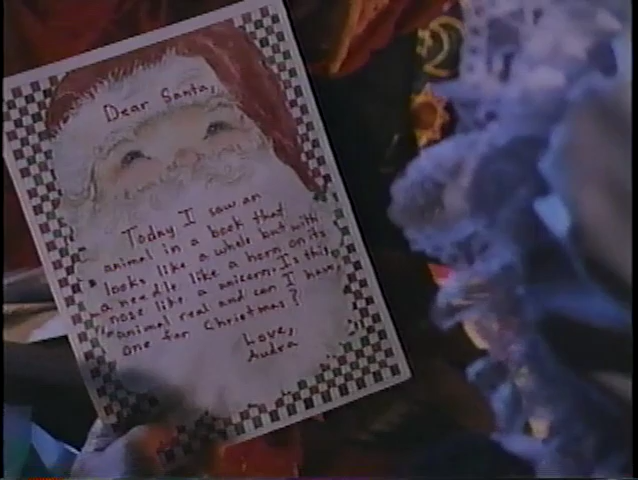 Dear Santa,
Today I saw an
animal in a book that
looks like a whale but with
a needle like a horn on its
nose like a unicorn. Is this
animal real and can I have
one for Christmas?
Love,
Audra